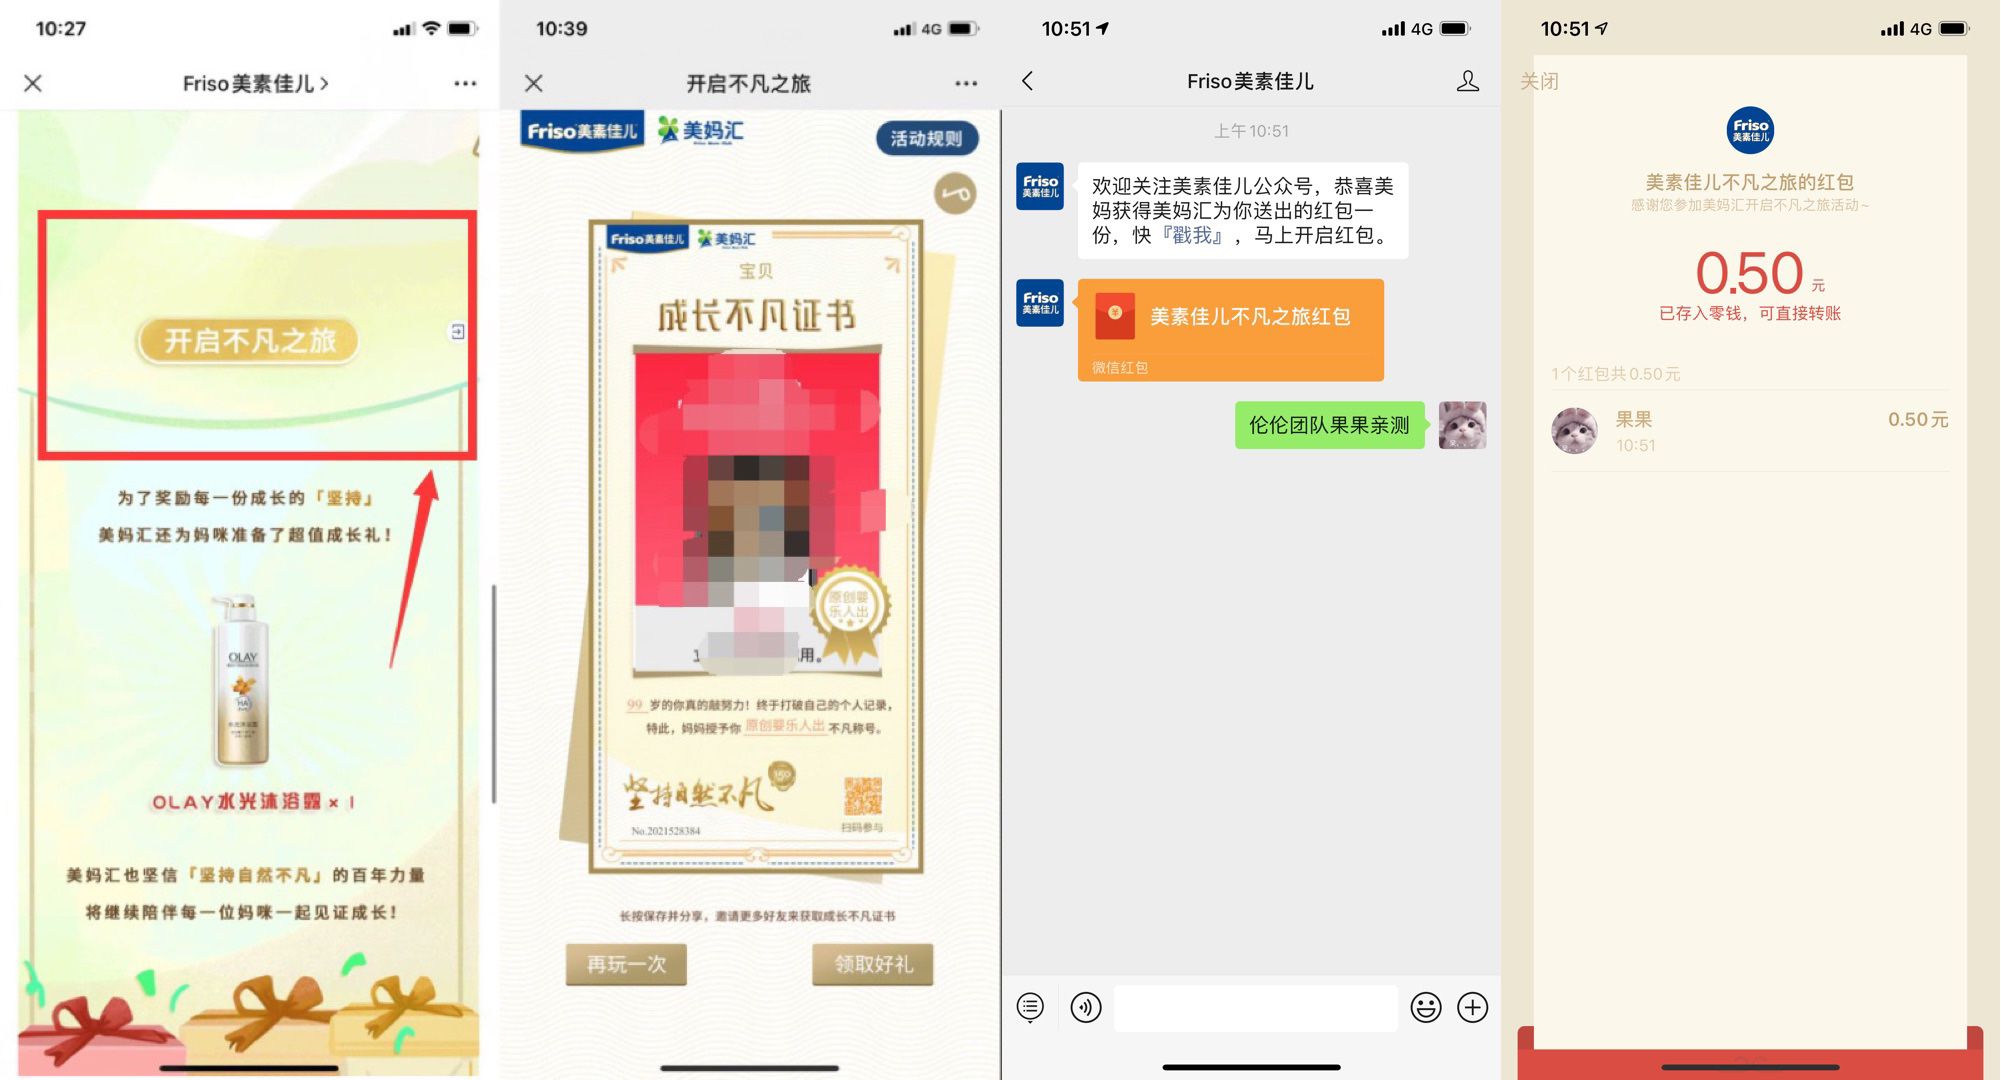 10:27
Friso美素佳儿
开启不凡之旅
为了奖励每一份成长的「坚持」
美妈汇还为妈咪准备了超值成长礼！
OLAY
OLAY水光沐浴露 × 1
美妈汇也坚信「坚持自然不凡」的百年力量
将继续陪伴每一位妈咪一起见证成长！
10:39
4G
开启不凡之旅
Friso美素佳儿
美妈汇
活动规则
Friso美素佳儿
美妈汇
宝贝
成长不凡证书
原创婴
乐人出
用。
99 岁的你真的敲努力！终于打破自己的个人记录，
特此，妈妈授予你 原创婴乐人出 不凡称号。
坚持自然不凡
150
No.2021528384
扫码参与
长按保存并分享，邀请更多好友来获取成长不凡证书
再玩一次
领取好礼
10:51
4G
Friso美素佳儿
上午10:51
Friso
美素佳儿
欢迎关注美素佳儿公众号，恭喜美
妈获得美妈汇为你送出的红包一
份，快『戳我』，马上开启红包。
Friso
美素佳儿
美素佳儿不凡之旅红包
微信红包
伦伦团队果果亲测
10:51
4G
关闭
Friso
美素佳儿
美素佳儿不凡之旅的红包
感谢您参加美妈汇开启不凡之旅活动~
0.50 元
已存入零钱，可直接转账
1个红包共0.50元
果果
0.50元
10:51